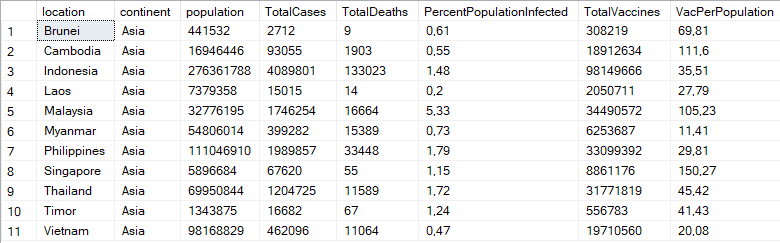 location continent population TotalCases TotalDeaths PercentPopulationInfected TotalVaccines VacPerPopulation
1 Brunei Asia 441532 2712 9 0,61 308219 69,81
2 Cambodia Asia 16946446 93055 1903 0,55 18912634 111,6
3 Indonesia Asia 276361788 4089801 133023 1,48 98149666 35,51
4 Laos Asia 7379358 15015 14 0,2 2050711 27,79
5 Malaysia Asia 32776195 1746254 16664 5,33 34490572 105,23
6 Myanmar Asia 54806014 399282 15389 0,73 6253687 11,41
7 Philippines Asia 111046910 1989857 33448 1,79 33099392 29,81
8 Singapore Asia 5896684 67620 55 1,15 8861176 150,27
9 Thailand Asia 69950844 1204725 11589 1,72 31771819 45,42
10 Timor Asia 1343875 16682 67 1,24 556783 41,43
11 Vietnam Asia 98168829 462096 11064 0,47 19710560 20,08